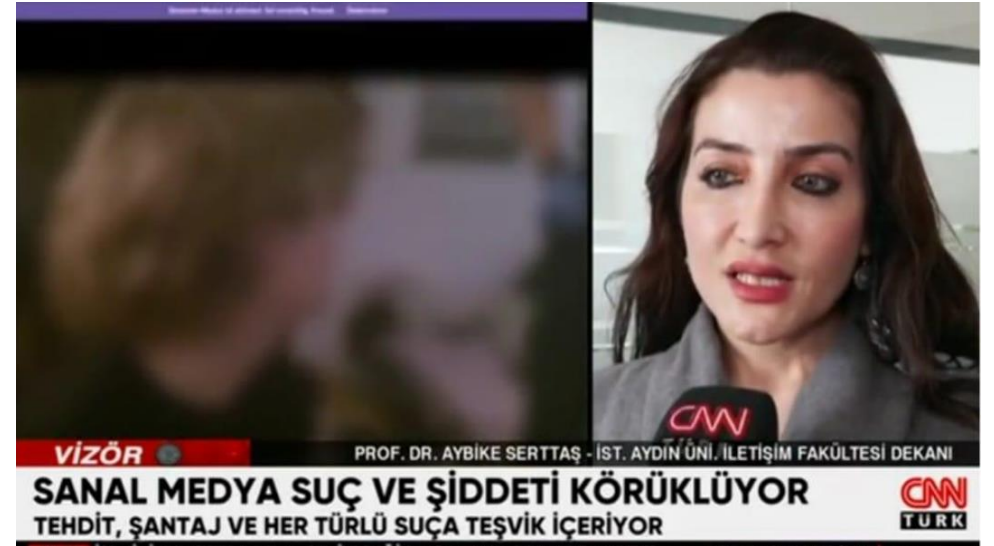 VİZÖR
PROF. DR. AYBİKE SERTTAŞ - İST. AYDIN ÜNİ. İLETİŞİM FAKÜLTESİ DEKANI
CNN
SANAL MEDYA SUÇ VE ŞİDDETİ KÖRÜKLÜYOR
TEHDİT, ŞANTAJ VE HER TÜRLÜ SUÇA TEŞVİK İÇERİYOR
CNN
TÜRK